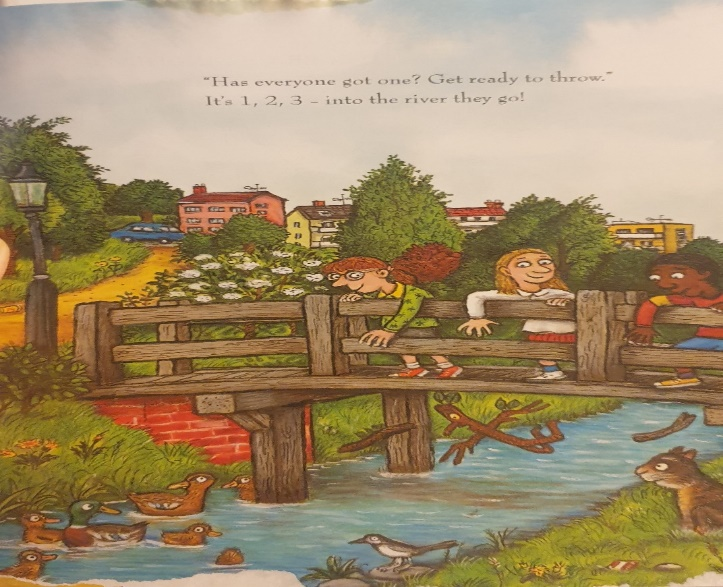 "Has everyone got one? Get ready to throw."
It's 1, 2, 3 – into the river they go!